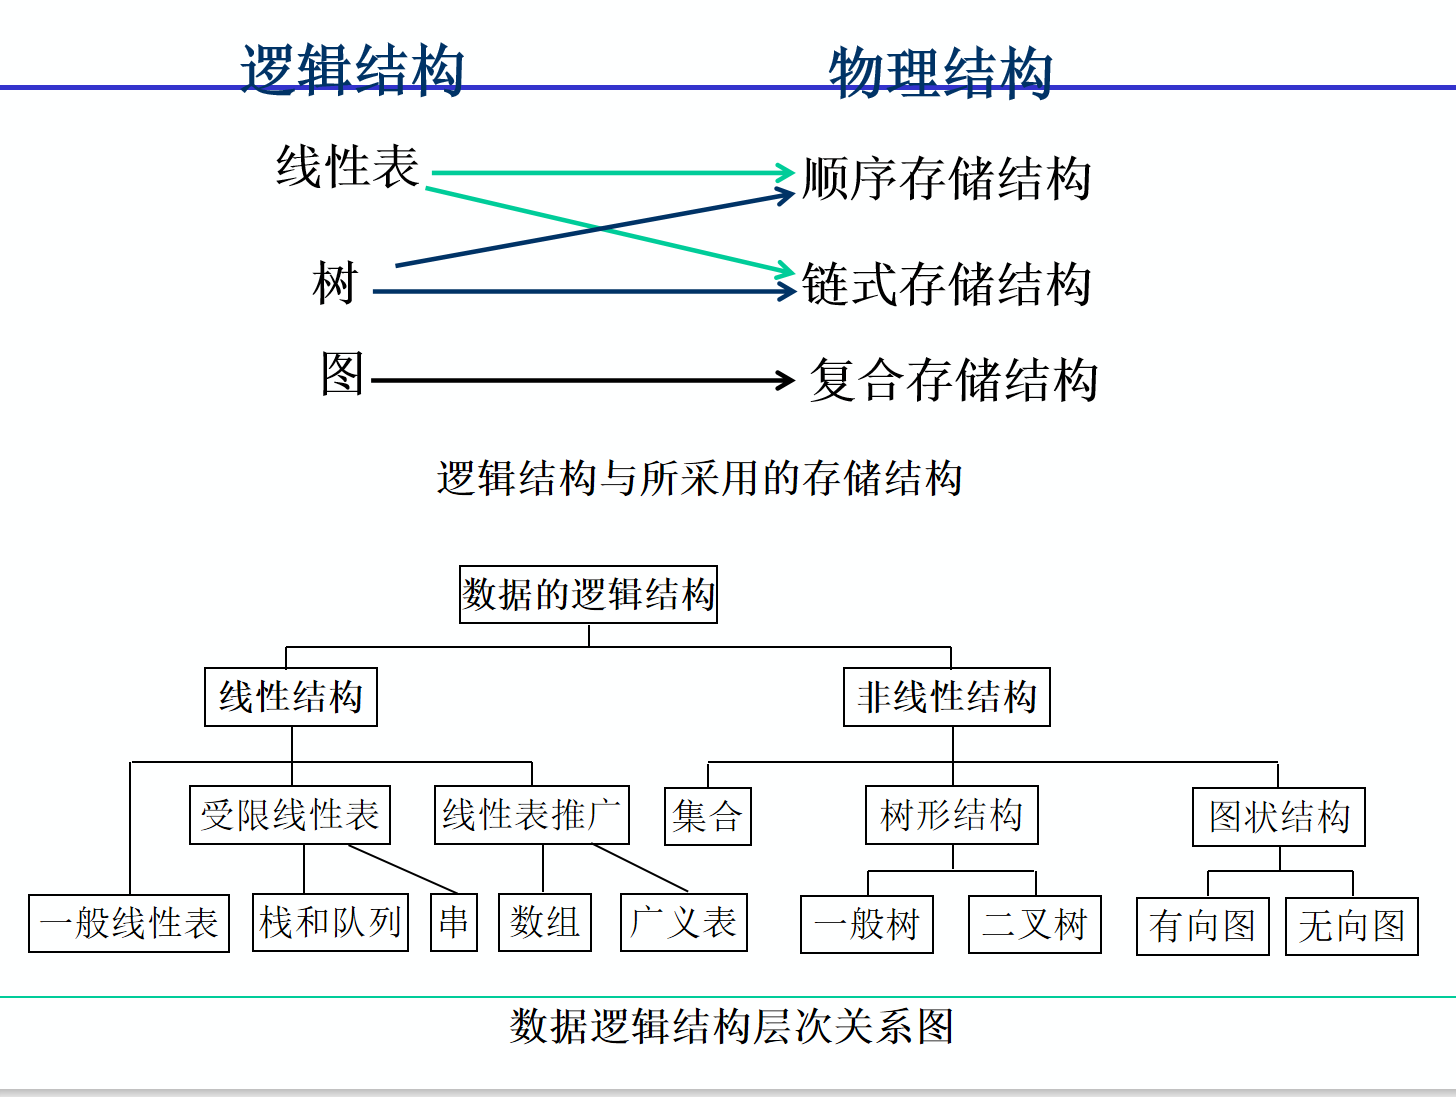 逻辑结构 物理结构
线性表 顺序存储结构
树 链式存储结构
图 复合存储结构
逻辑结构与所采用的存储结构
数据的逻辑结构
线性结构 非线性结构
受限线性表 线性表推广 集合 树形结构 图状结构
一般线性表 栈和队列 串 数组 广义表 一般树 二叉树 有向图 无向图
数据逻辑结构层次关系图